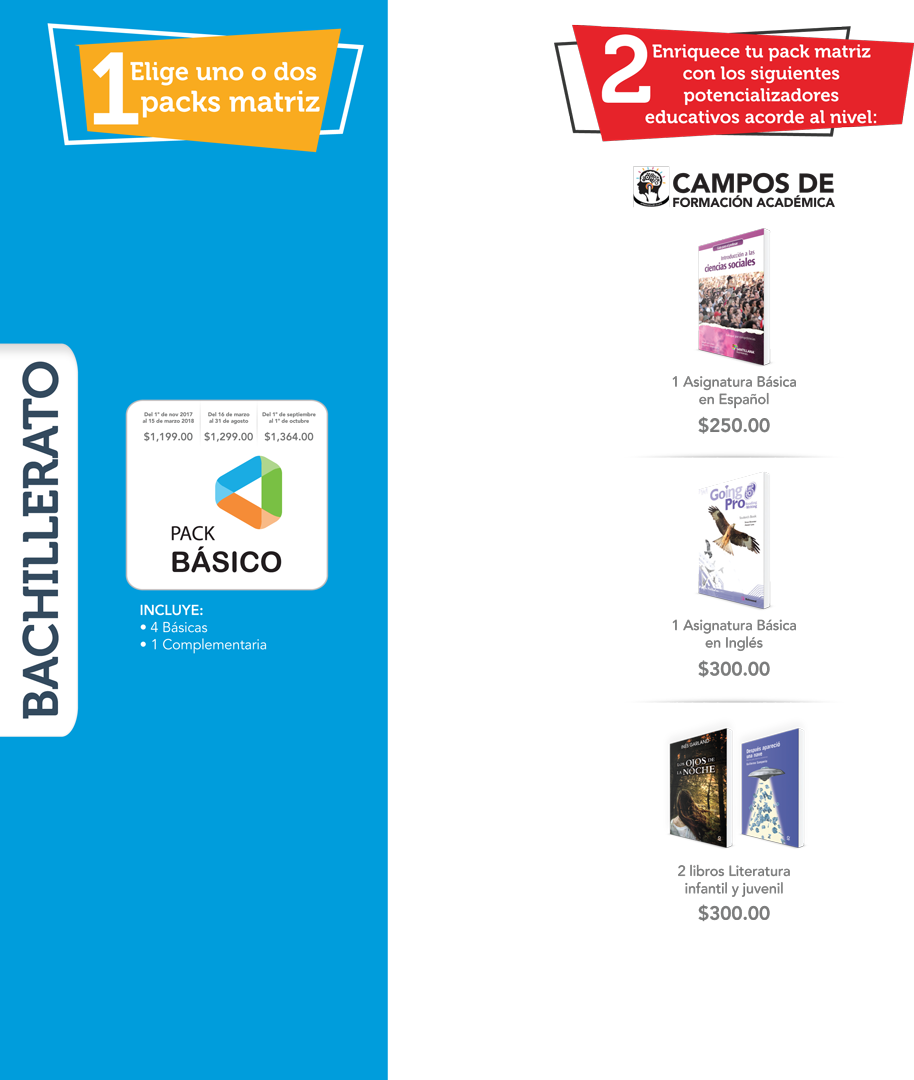 1
Elige uno o dos
packs matriz
BACHILLERATO
Del 1° de nov 2017
al 15 de marzo 2018
$1,199.00
Del 16 de marzo
al 31 de agosto
$1,299.00
Del 1° de septiembre
al 1° de octubre
$1,364.00
PACK
BÁSICO
INCLUYE:
• 4 Básicas
• 1 Complementaria
2
Enriquece tu pack matriz
con los siguientes
potencializadores
educativos acorde al nivel:
CAMPOS DE
FORMACIÓN ACADÉMICA
Introducción a las
ciencias sociales
SANTILLANA
1 Asignatura Básica
en Español
$250.00
Going
Pro
Student's Book
1 Asignatura Básica
en Inglés
$300.00
INÉS GARLAND
LOS OJOS DE
LA NOCHE
Después apareció
una nave
2 libros Literatura
infantil y juvenil
$300.00